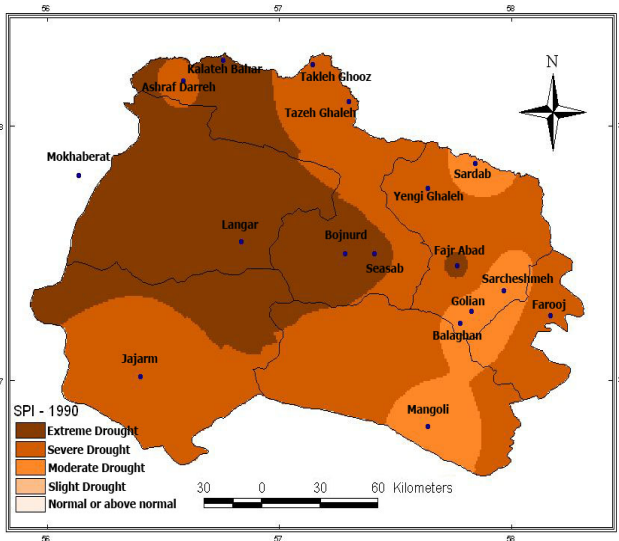 56 57 58
N
Kalateh Bahar
Takleh Ghooz
Ashraf Darreh
Tazeh Ghaleh
Mokhaberat
Sardab
Yengi Ghaleh
Langar
Bojnurd
Fajr Abad
Seasab
Sarcheshmeh
Golian
Farooj
Balaghan
Jajarm
Mangoli
SPI - 1990
Extreme Drought
Severe Drought
Moderate Drought
Slight Drought
Normal or above normal
30 0 30 60 Kilometers
56 57 58